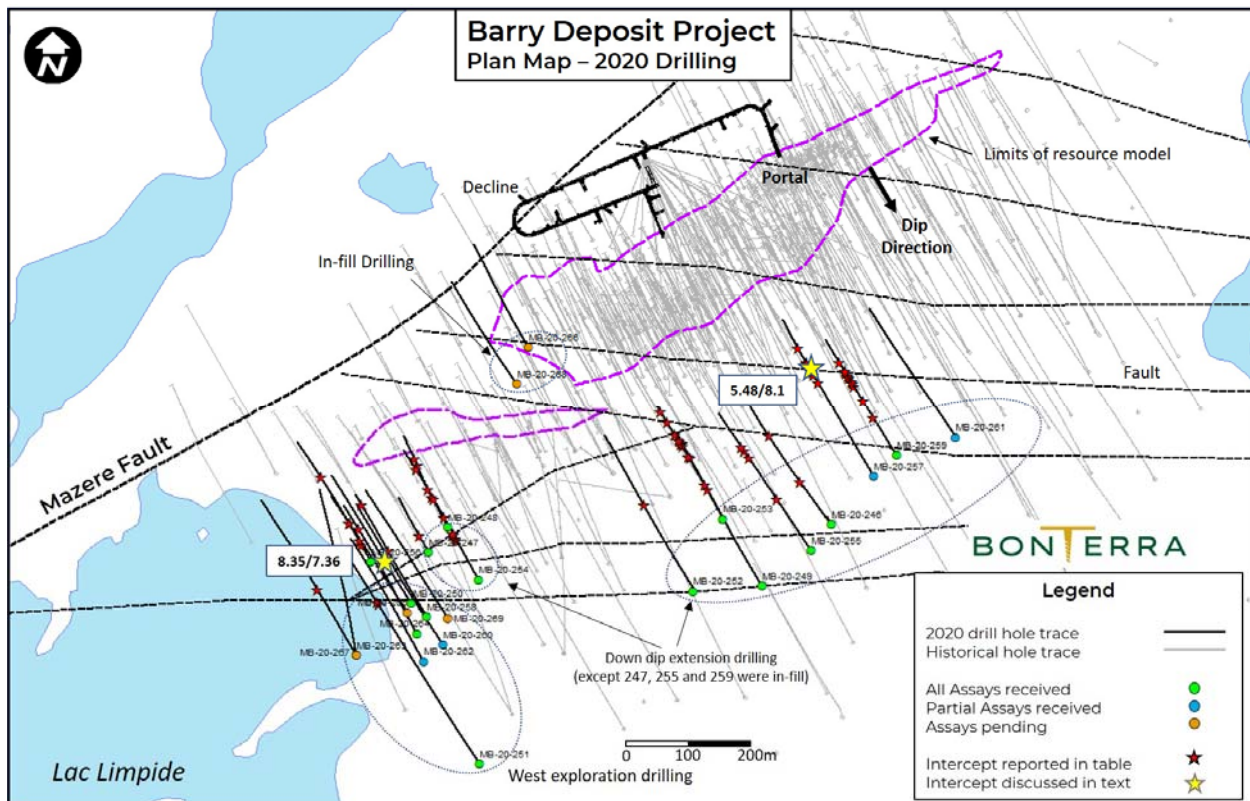 Barry Deposit Project
Plan Map – 2020 Drilling
N
Limits of resource model
Portal
Decline
Dip
Direction
In-fill Drilling
MB-20-266
MB-20-268
Fault
5.48/8.1
MB-20-261
MB-20-259
MB-20-257
Mazere Fault
MB-20-248
MB-20-253
MB-20-246
MB-20-247
MB-20-255
8.35/7.36
MB-20-254
MB-20-252
MB-20-249
BONTERRA
MB-20-250
MB-20-258
MB-20-269
MB-20-264
MB-20-260
MB-20-263
MB-20-267
MB-20-262
Down dip extension drilling
(except 247, 255 and 259 were in-fill)
MB-20-251
0 100 200m
West exploration drilling
Lac Limpide
Legend
2020 drill hole trace
Historical hole trace
All Assays received
Partial Assays received
Assays pending
Intercept reported in table
Intercept discussed in text